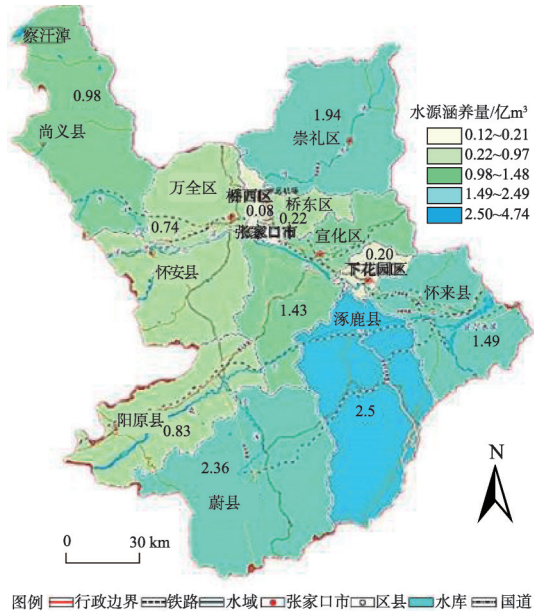 察汗淖
0.98
尚义县
1.94
崇礼区
水源涵养量/亿m³
0.12~0.21
0.22~0.97
0.98~1.48
1.49~2.49
2.50~4.74
万全区
桥西区
0.08
桥东区
0.22
0.74
张家口市
宣化区
0.20
下花园区
怀安县
怀来县
1.43
涿鹿县
1.49
阳原县
0.83
2.5
2.36
蔚县
N
0 30 km
图例 行政边界 铁路 水域 张家口市 区县 水库 国道